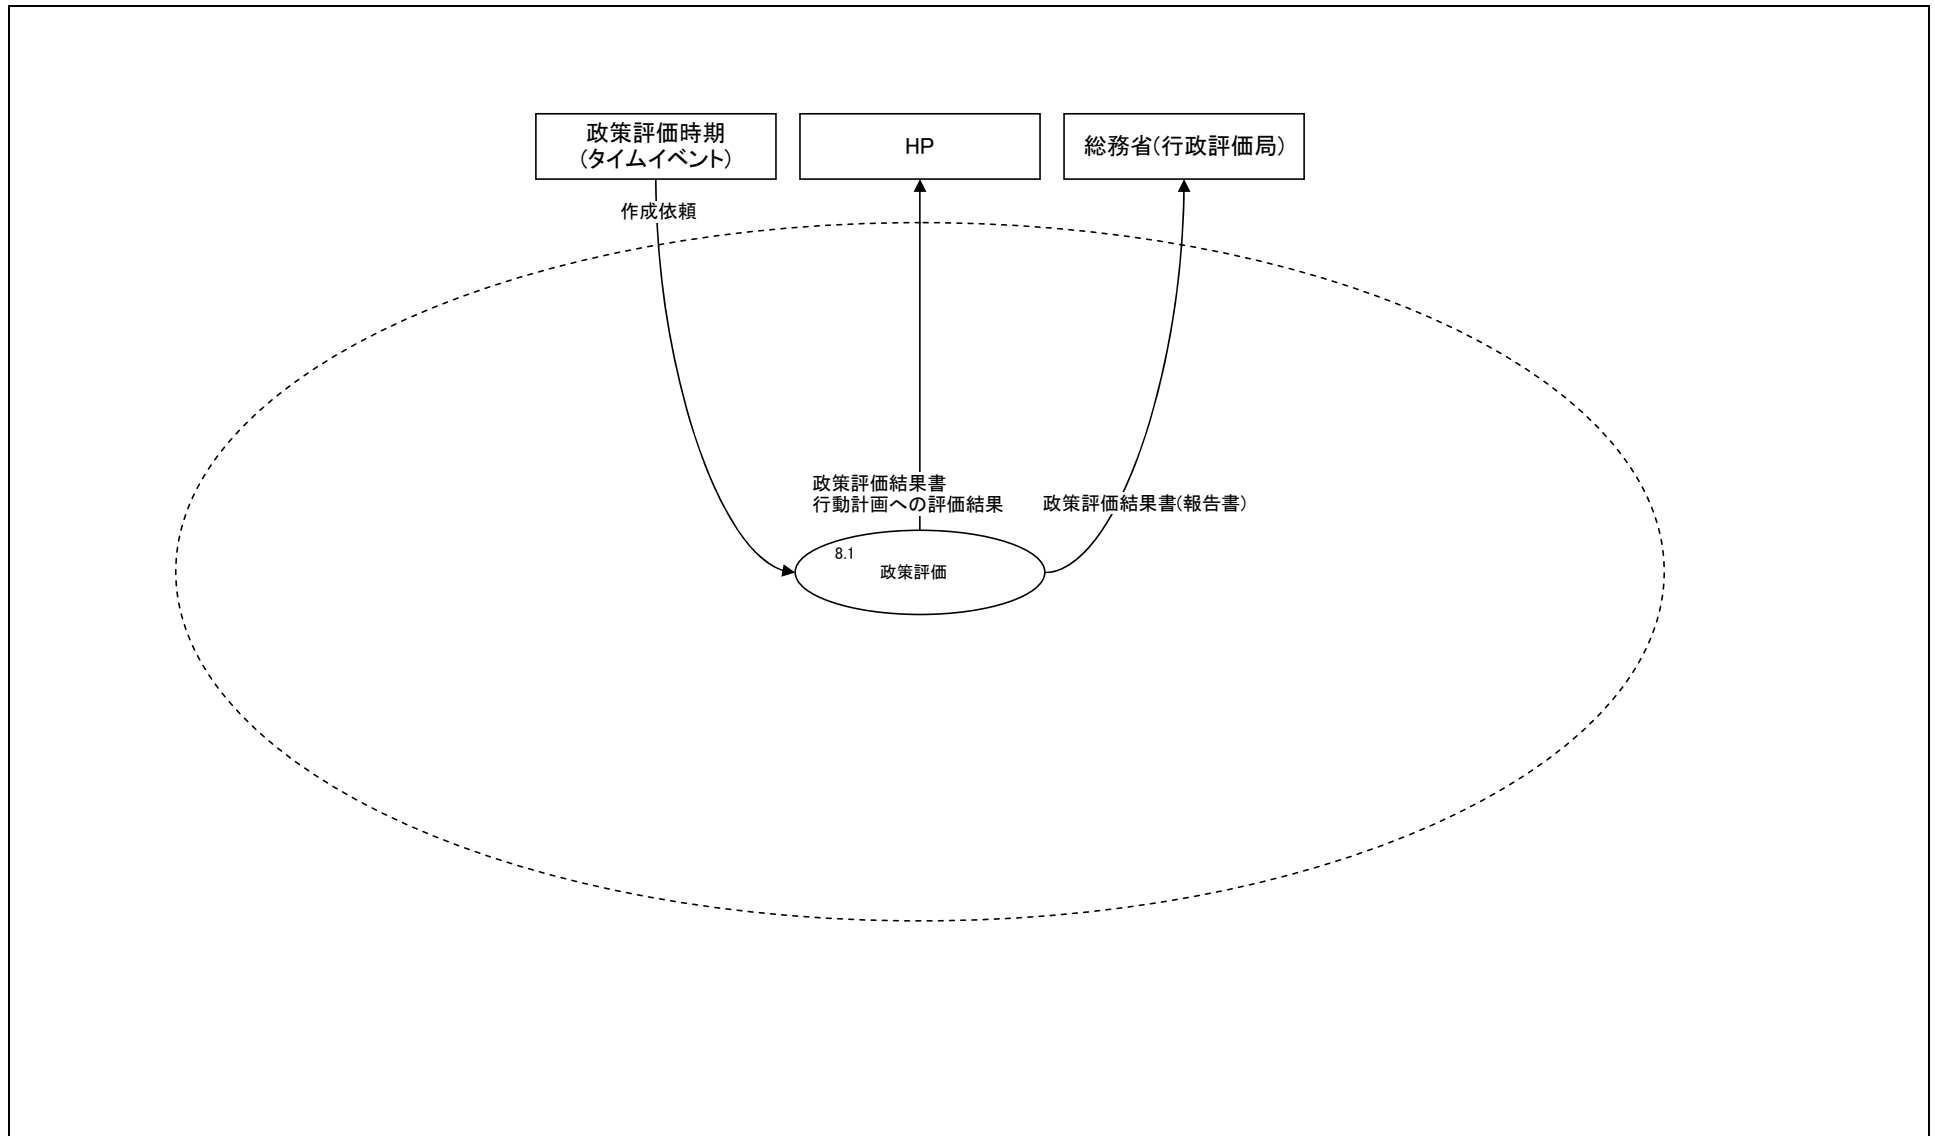 政策評価時期
(タイムイベント)
HP
総務省(行政評価局)
作成依頼
政策評価結果書
行動計画への評価結果
政策評価結果書(報告書)
8.1
政策評価